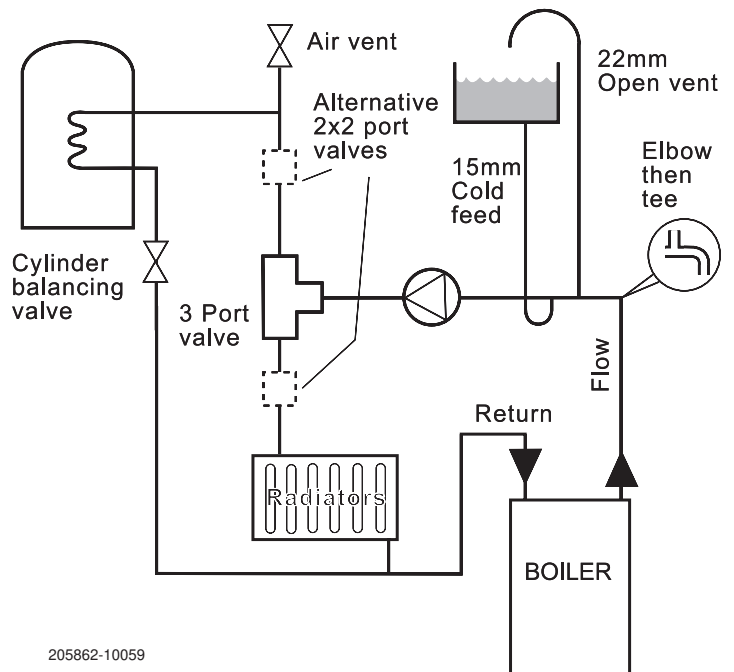 Air vent
22mm
Open vent
Alternative
2x2 port
valves
15mm
Cold
feed
Elbow
then
tee
Cylinder
balancing
valve
3 Port
valve
Flow
Return
Radiators
BOILER
205862-10059